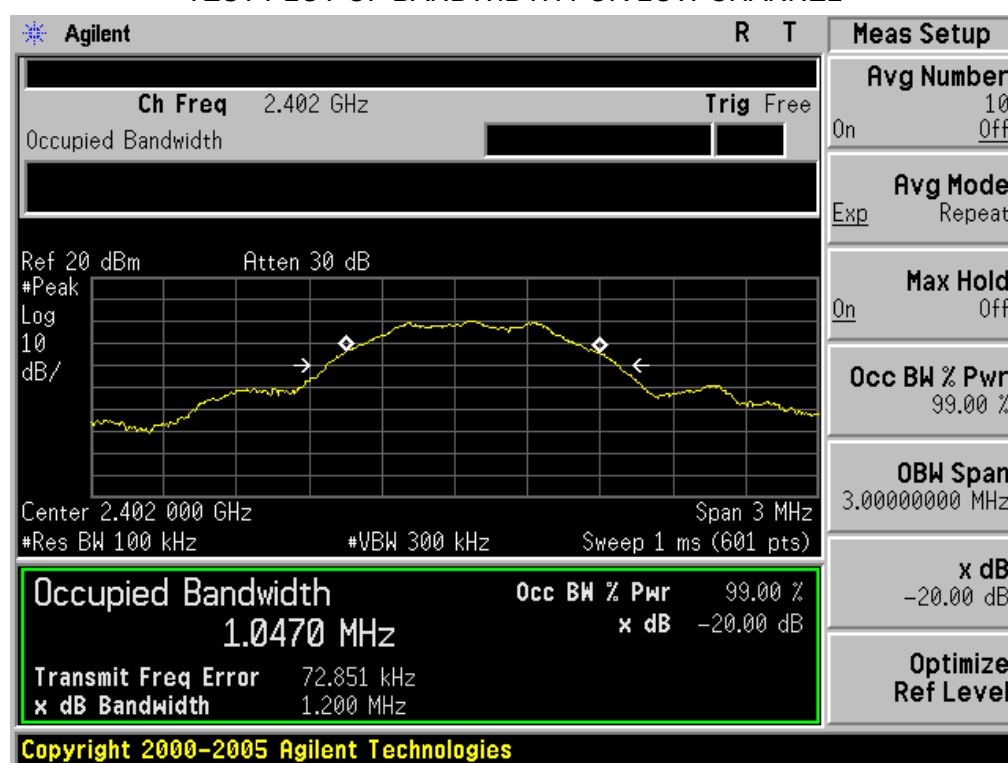 Agilent R T
Ch Freq 2.402 GHz Trig Free
Occupied Bandwidth
Ref 20 dBm Atten 30 dB
#Peak
Log
10
dB/
Center 2.402 000 GHz Span 3 MHz
#Res BW 100 kHz #VBW 300 kHz Sweep 1 ms (601 pts)
Occupied Bandwidth Occ BW % Pwr 99.00 %
1.0470 MHz x dB -20.00 dB
Transmit Freq Error 72.851 kHz
x dB Bandwidth 1.200 MHz
Copyright 2000-2005 Agilent Technologies
Meas Setup
Avg Number
10
On Off
Avg Mode
Exp Repeat
Max Hold
On Off
Occ BW % Pwr
99.00 %
OBW Span
3.00000000 MHz
x dB
-20.00 dB
Optimize
Ref Level